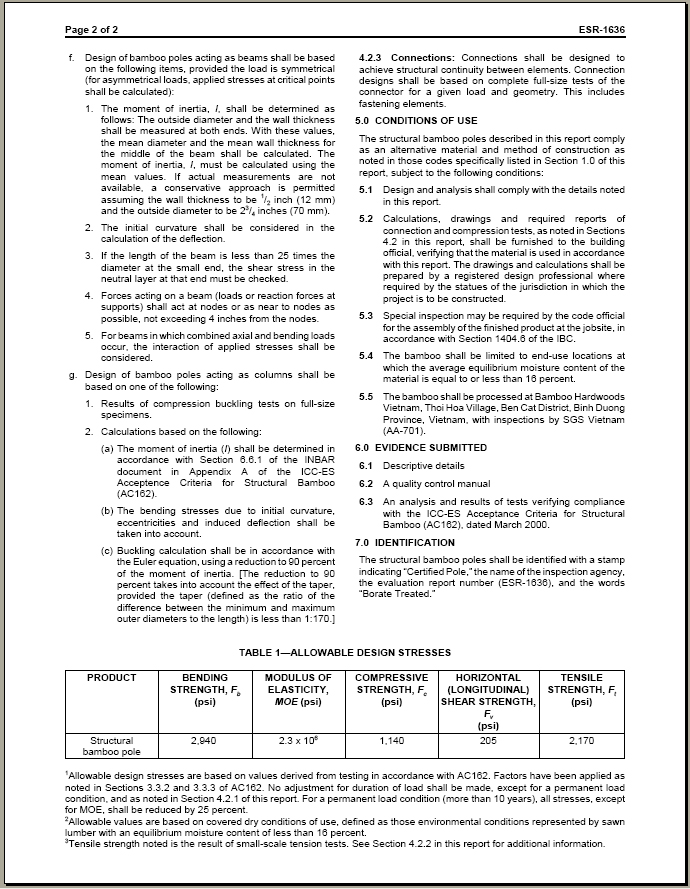 Page 2 of 2
ESR-1636
f. Design of bamboo poles acting as beams shall be based
on the following items, provided the load is symmetrical
(for asymmetrical loads, applied stresses at critical points
shall be calculated):
1. The moment of inertia, I, shall be determined as
follows: The outside diameter and the wall thickness
shall be measured at both ends. With these values,
the mean diameter and the mean wall thickness for
the middle of the beam shall be calculated. The
moment of inertia, I, must be calculated using the
mean values. If actual measurements are not
available, a conservative approach is permitted
assuming the wall thickness to be 1/2 inch (12 mm)
and the outside diameter to be 2 3/4 inches (70 mm).
2. The initial curvature shall be considered in the
calculation of the deflection.
3. If the length of the beam is less than 25 times the
diameter at the small end, the shear stress in the
neutral layer at that end must be checked.
4. Forces acting on a beam (loads or reaction forces at
supports) shall act at nodes or as near to nodes as
possible, not exceeding 4 inches from the nodes.
5. For beams in which combined axial and bending loads
occur, the interaction of applied stresses shall be
considered.
g. Design of bamboo poles acting as columns shall be
based on one of the following:
1. Results of compression buckling tests on full-size
specimens.
2. Calculations based on the following:
(a) The moment of inertia (I) shall be determined in
accordance with Section 6.6.1 of the INBAR
document in Appendix A of the ICC-ES
Acceptence Criteria for Structural Bamboo
(AC162).
(b) The bending stresses due to initial curvature,
eccentricities and induced deflection shall be
taken into account.
(c) Buckling calculation shall be in accordance with
the Euler equation, using a reduction to 90 percent
of the moment of inertia. [The reduction to 90
percent takes into account the effect of the taper,
provided the taper (defined as the ratio of the
difference between the minimum and maximum
outer diameters to the length) is less than 1:170.]
4.2.3 Connections: Connections shall be designed to
achieve structural continuity between elements. Connection
designs shall be based on complete full-size tests of the
connector for a given load and geometry. This includes
fastening elements.
5.0 CONDITIONS OF USE
The structural bamboo poles described in this report comply
as an alternative material and method of construction as
noted in those codes specifically listed in Section 1.0 of this
report, subject to the following conditions:
5.1 Design and analysis shall comply with the details noted
in this report.
5.2 Calculations, drawings and required reports of
connection and compression tests, as noted in Sections
4.2 in this report, shall be furnished to the building
official, verifying that the material is used in accordance
with this report. The drawings and calculations shall be
prepared by a registered design professional where
required by the statues of the jurisdiction in which the
project is to be constructed.
5.3 Special inspection may be required by the code official
for the assembly of the finished product at the jobsite, in
accordance with Section 1404.6 of the IBC.
5.4 The bamboo shall be limited to end-use locations at
which the average equilibrium moisture content of the
material is equal to or less than 16 percent.
5.5 The bamboo shall be processed at Bamboo Hardwoods
Vietnam, Thoi Hoa Village, Ben Cat District, Binh Duong
Province, Vietnam, with inspections by SGS Vietnam
(AA-701).
6.0 EVIDENCE SUBMITTED
6.1 Descriptive details
6.2 A quality control manual
6.3 An analysis and results of tests verifying compliance
with the ICC-ES Acceptance Criteria for Structural
Bamboo (AC162), dated March 2000.
7.0 IDENTIFICATION
The structural bamboo poles shall be identified with a stamp
indicating “Certified Pole,” the name of the inspection agency,
the evaluation report number (ESR-1636), and the words
“Borate Treated.”
TABLE 1—ALLOWABLE DESIGN STRESSES
PRODUCT
BENDING
STRENGTH, Fb
(psi)
MODULUS OF
ELASTICITY,
MOE (psi)
COMPRESSIVE
STRENGTH, Fc
(psi)
HORIZONTAL
(LONGITUDINAL)
SHEAR STRENGTH,
Fv
(psi)
TENSILE
STRENGTH, Ft
(psi)
Structural
bamboo pole
2,940
2.3 x 10⁶
1,140
205
2,170
¹Allowable design stresses are based on values derived from testing in accordance with AC162. Factors have been applied as
noted in Sections 3.3.2 and 3.3.3 of AC162. No adjustment for duration of load shall be made, except for a permanent load
condition, and as noted in Section 4.2.1 of this report. For a permanent load condition (more than 10 years), all stresses, except
for MOE, shall be reduced by 25 percent.
²Allowable values are based on covered dry conditions of use, defined as those environmental conditions represented by sawn
lumber with an equilibrium moisture content of less than 16 percent.
³Tensile strength noted is the result of small-scale tension tests. See Section 4.2.2 in this report for additional information.